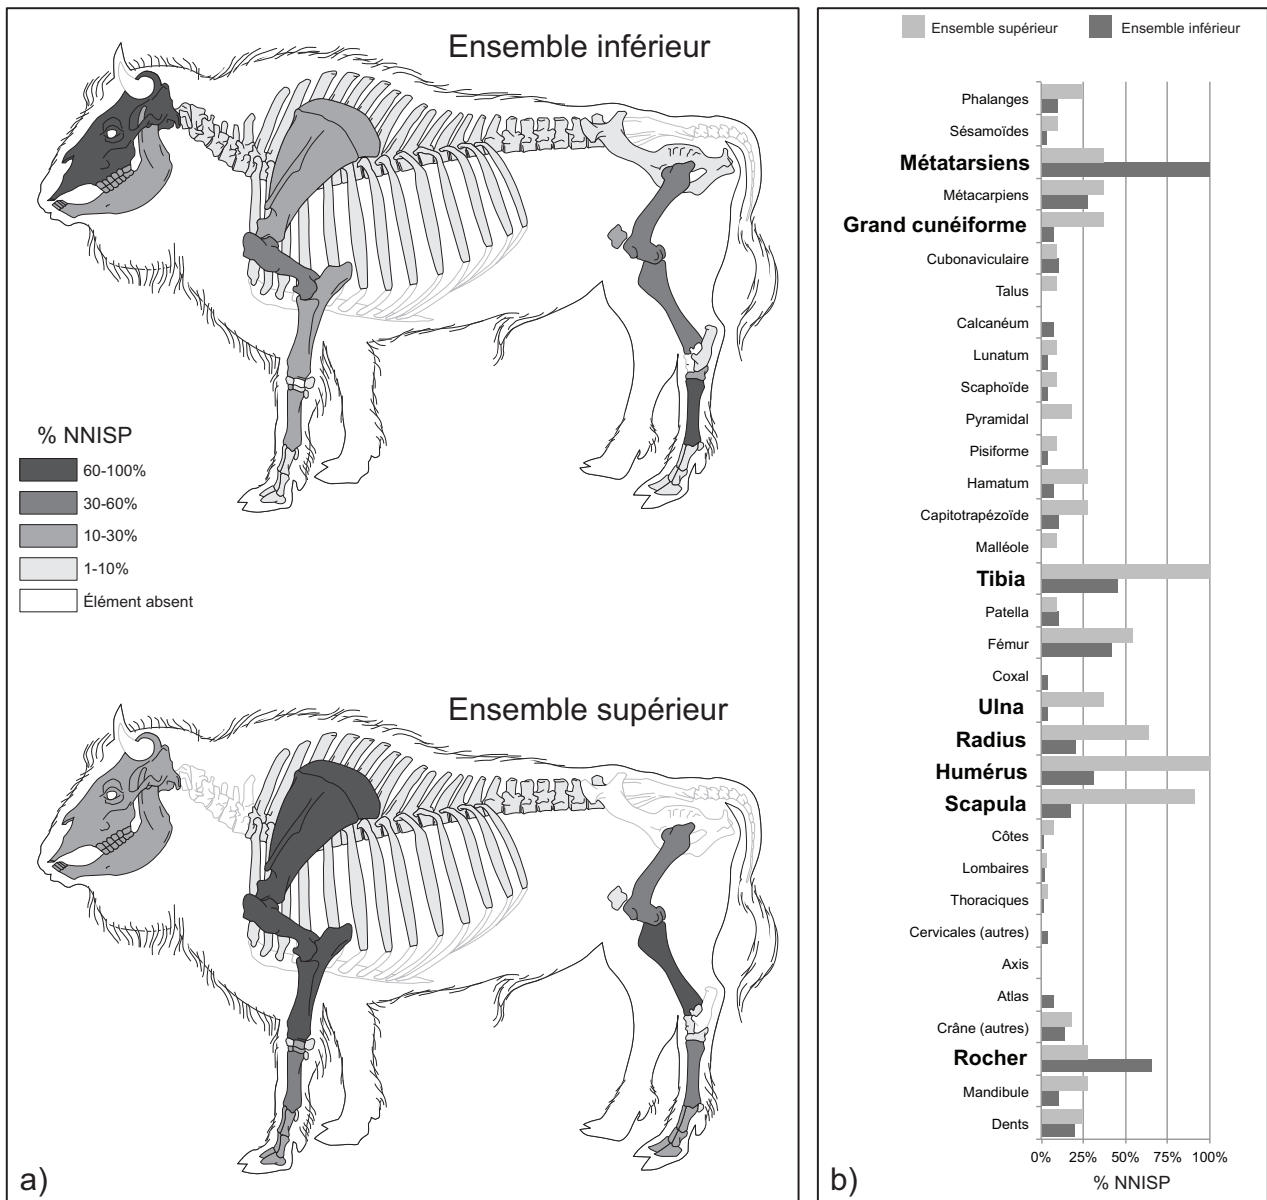 Ensemble inférieur
% NNISP
60-100%
30-60%
10-30%
1-10%
Élément absent
Ensemble supérieur
a)
Ensemble supérieur
Ensemble inférieur
Phalanges
Sésamoïdes
Métatarsiens
Métacarpiens
Grand cunéiforme
Cubonaviculaire
Talus
Calcanéum
Lunatum
Scaphoïde
Pyramidal
Pisiforme
Hamatum
Capitotrapézoïde
Malléole
Tibia
Patella
Fémur
Coxal
Ulna
Radius
Humérus
Scapula
Côtes
Lombaires
Thoraciques
Cervicales (autres)
Axis
Atlas
Crâne (autres)
Rocher
Mandibule
Dents
0% 25% 50% 75% 100%
% NNISP
b)